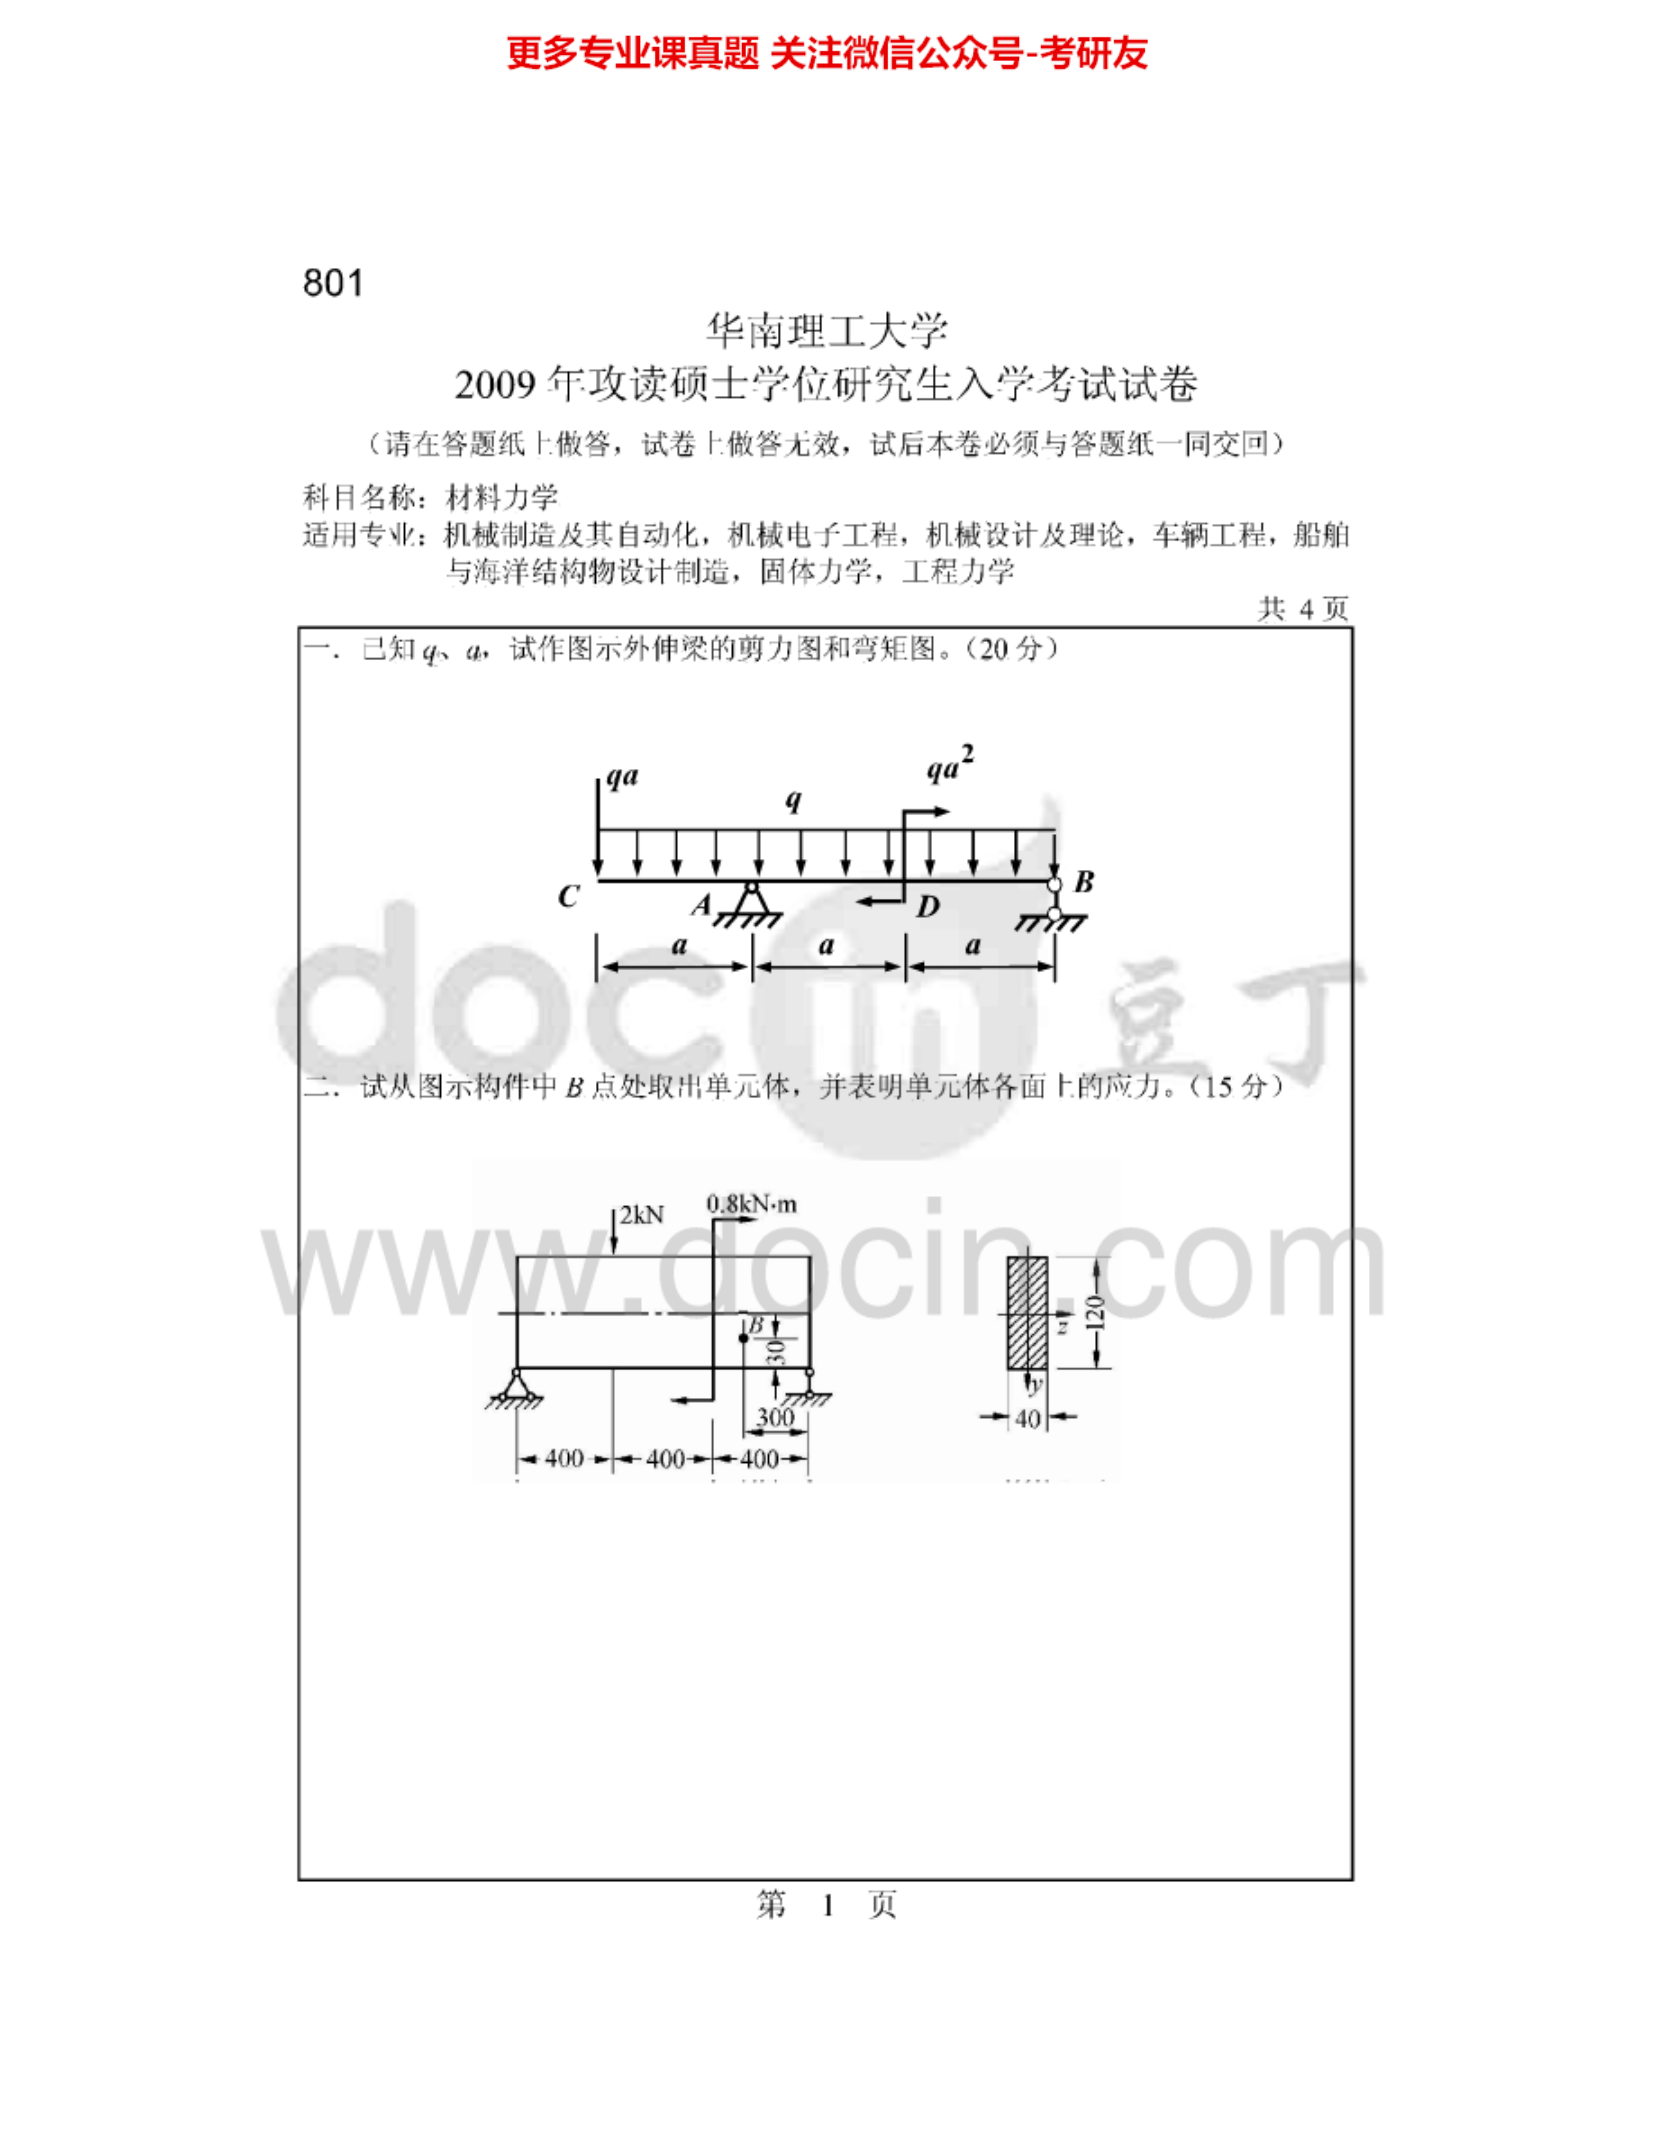 更多专业课真题 关注微信公众号-考研友
801
华南理工大学
2009 年攻读硕士学位研究生入学考试试卷
（请在答题纸上做答，试卷上做答无效，试后本卷必须与答题纸一同交回）
科目名称：材料力学
适用专业：机械制造及其自动化，机械电子工程，机械设计及理论，车辆工程，船舶
与海洋结构物设计制造，固体力学，工程力学
共 4 页
一．已知 q、a，试作图示外伸梁的剪力图和弯矩图。（20 分）
qa
q
qa²
C
A
D
B
a
a
a
docin 豆丁
二．试从图示构件中 B 点处取出单元体，并表明单元体各面上的应力。（15 分）
www.docin.com
2kN
0.8kN·m
B
30
300
400
400
400
z
120
y
40
第 1 页